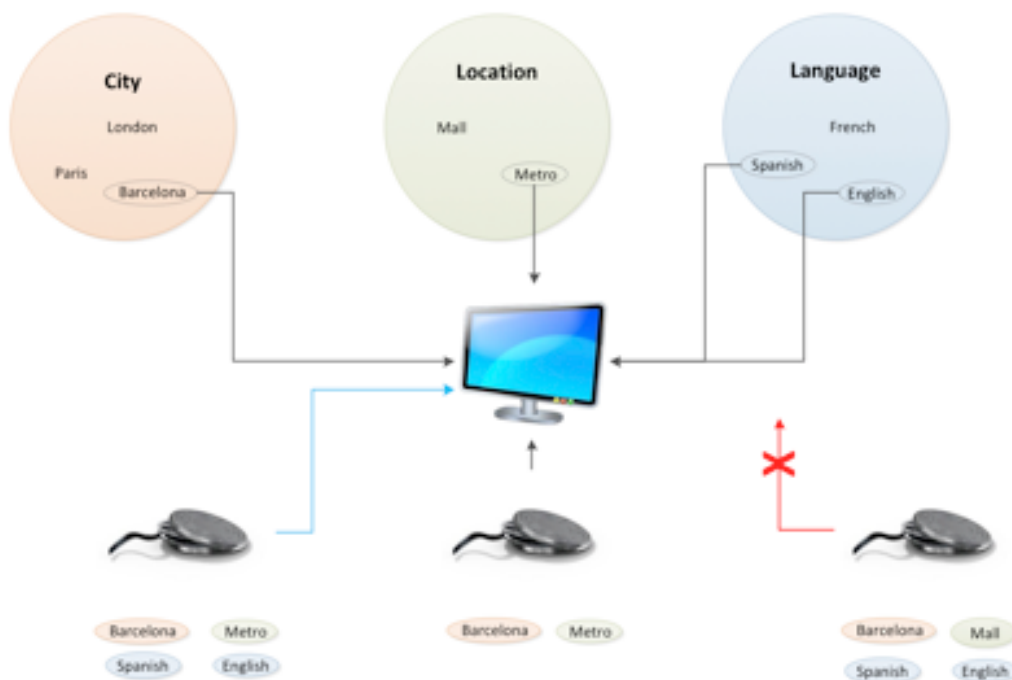 City
London
Paris
Barcelona
Location
Mall
Metro
Language
French
Spanish
English
Barcelona Metro
Spanish English
Barcelona Metro
Barcelona Mall
Spanish English